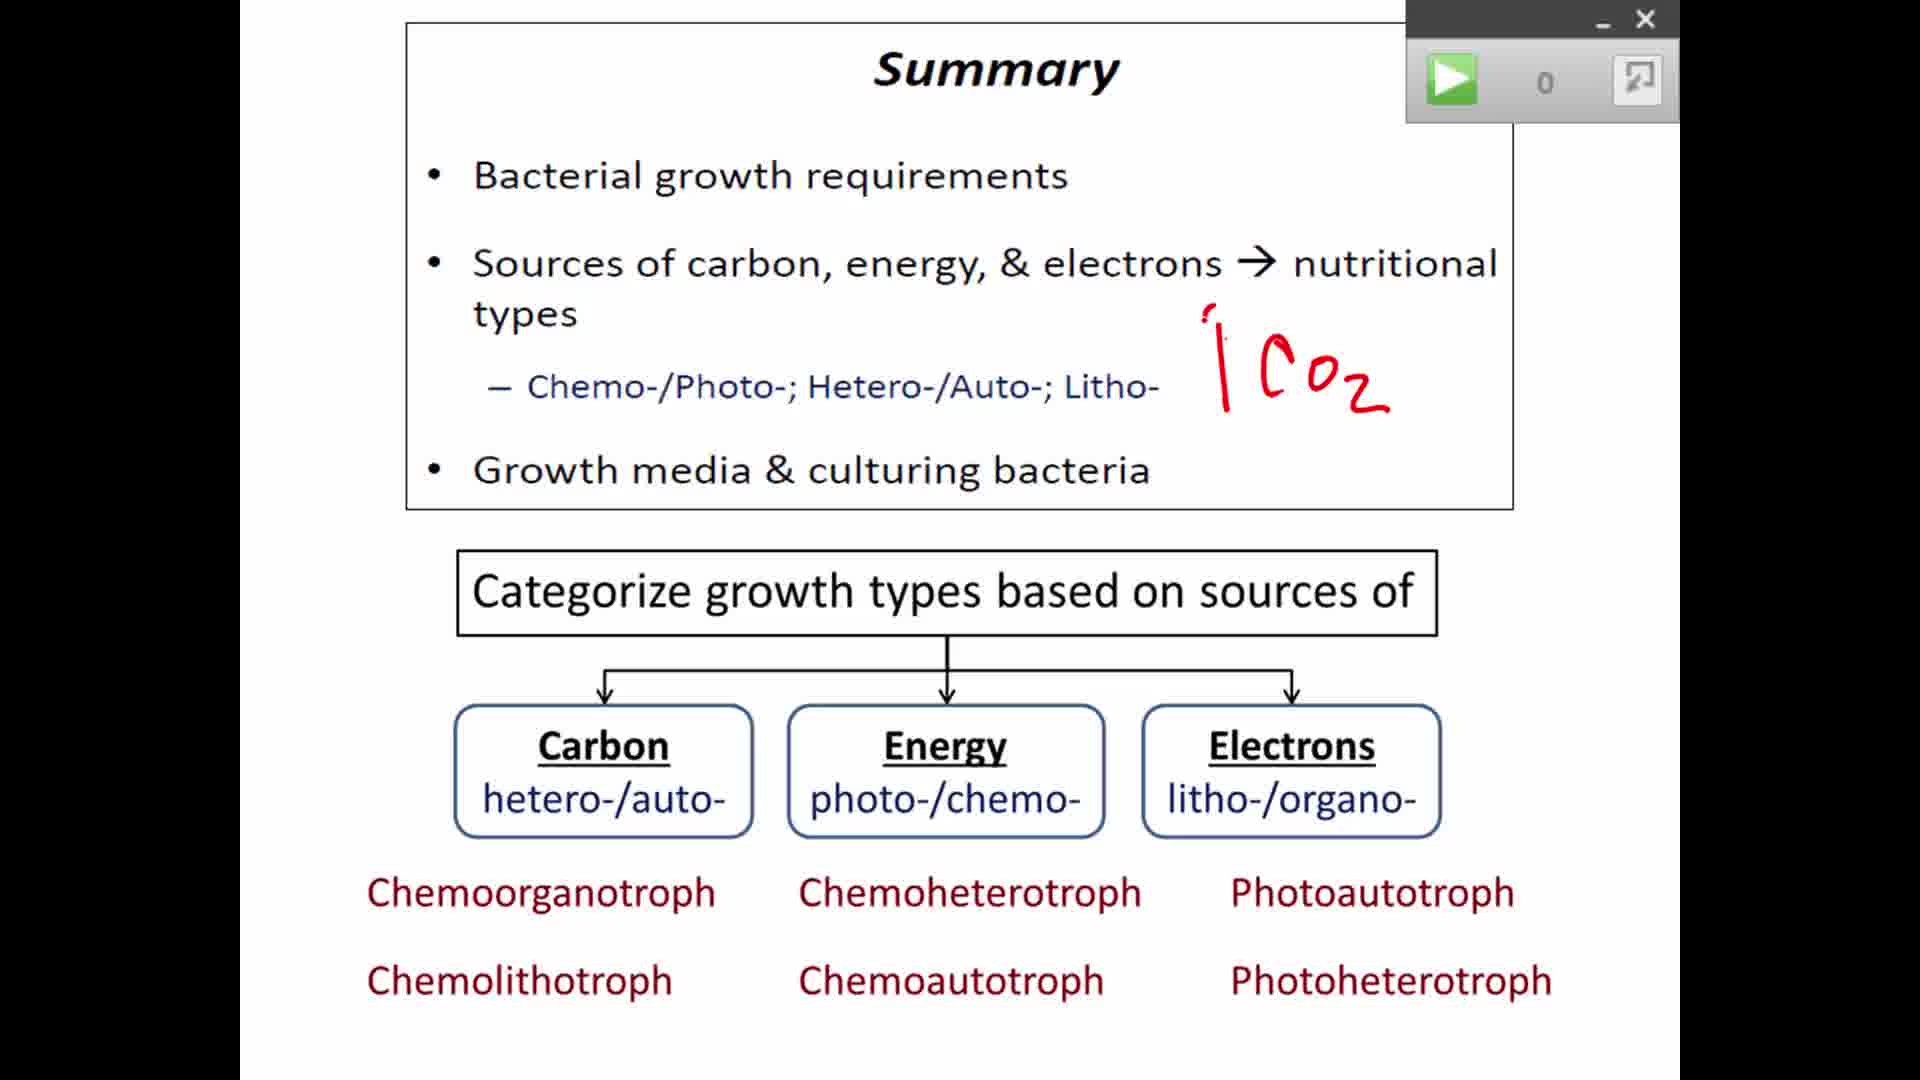 Summary
0
• Bacterial growth requirements
• Sources of carbon, energy, & electrons → nutritional
types
– Chemo-/Photo-; Hetero-/Auto-; Litho-
CO2
• Growth media & culturing bacteria
Categorize growth types based on sources of
Carbon
hetero-/auto-
Energy
photo-/chemo-
Electrons
litho-/organo-
Chemoorganotroph Chemoheterotroph Photoautotroph
Chemolithotroph Chemoautotroph Photoheterotroph